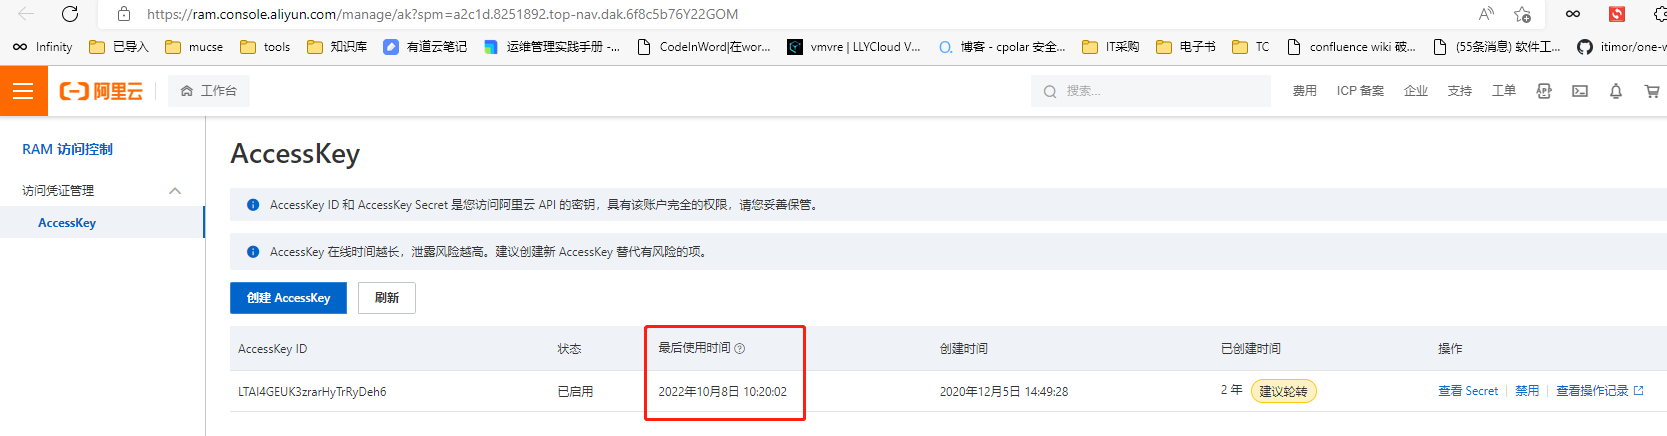 https://ram.console.aliyun.com/manage/ak?spm=a2c1d.8251892.top-nav.dak.6f8c5b76Y22GOM
Infinity 已导入 mucse tools 知识库 有道云笔记 运维管理实践手册 -... CodeInWord|在wor... vmvre | LLYCloud V... 博客 - cpolar 安全... IT采购 电子书 TC confluence wiki 破... (55条消息) 软件工... itimor/one-w
阿里云 工作台 搜索... 费用 ICP 备案 企业 支持 工单
RAM 访问控制
访问凭证管理
AccessKey
AccessKey
AccessKey ID 和 AccessKey Secret 是您访问阿里云 API 的密钥，具有该账户完全的权限，请您妥善保管。
AccessKey 在线时间越长，泄露风险越高。建议创建新 AccessKey 替代有风险的项。
创建 AccessKey 刷新
AccessKey ID 状态 最后使用时间 创建时间 已创建时间 操作
LTAI4GEUK3zrarHyTrRyDeh6 已启用 2022年10月8日 10:20:02 2020年12月5日 14:49:28 2 年 建议轮转 查看 Secret 禁用 查看操作记录